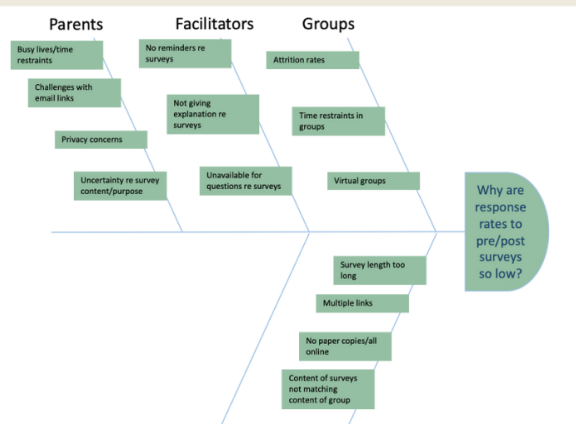 Parents
Facilitators
Groups
Busy lives/time
restraints
Challenges with
email links
Privacy concerns
Uncertainty re survey
content/purpose
No reminders re
surveys
Not giving
explanation re
surveys
Unavailable for
questions re surveys
Attrition rates
Time restraints in
groups
Virtual groups
Why are
response
rates to
pre/post
surveys
so low?
Survey length too
long
Multiple links
No paper copies/all
online
Content of surveys
not matching
content of group